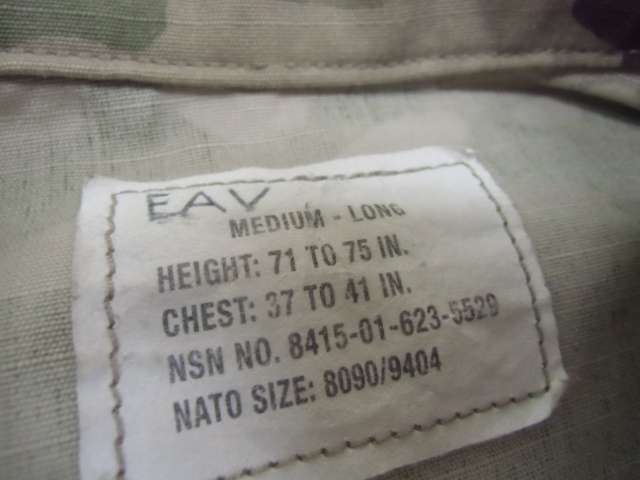 EAV
MEDIUM - LONG
HEIGHT: 71 TO 75 IN.
CHEST: 37 TO 41 IN.
NSN NO. 8415-01-623-5529
NATO SIZE: 8090/9404